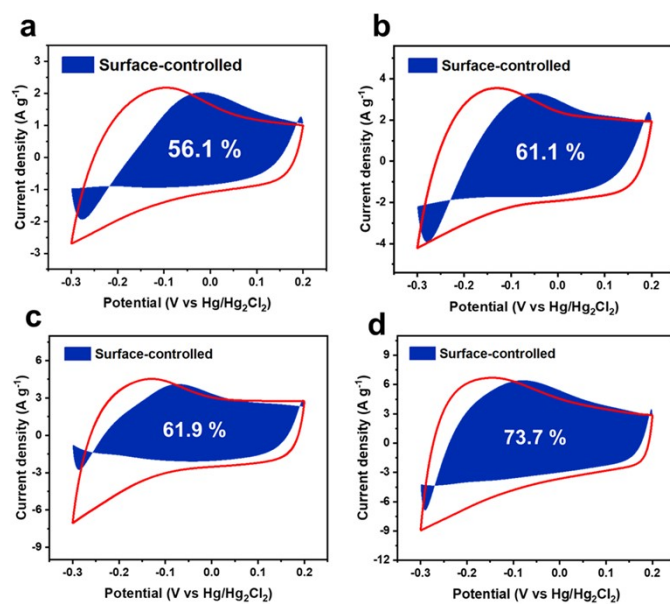 a
Surface-controlled
56.1 %
Current density (A g⁻¹)
3
2
1
0
-1
-2
-3
-0.3 -0.2 -0.1 0.0 0.1 0.2
Potential (V vs Hg/Hg₂Cl₂)
b
Surface-controlled
61.1 %
Current density (A g⁻¹)
6
4
2
0
-2
-4
-0.3 -0.2 -0.1 0.0 0.1 0.2
Potential (V vs Hg/Hg₂Cl₂)
c
Surface-controlled
61.9 %
Current density (A g⁻¹)
6
3
0
-3
-6
-9
-0.3 -0.2 -0.1 0.0 0.1 0.2
Potential (V vs Hg/Hg₂Cl₂)
d
Surface-controlled
73.7 %
Current density (A g⁻¹)
9
6
3
0
-3
-6
-9
-12
-0.3 -0.2 -0.1 0.0 0.1 0.2
Potential (V vs Hg/Hg₂Cl₂)